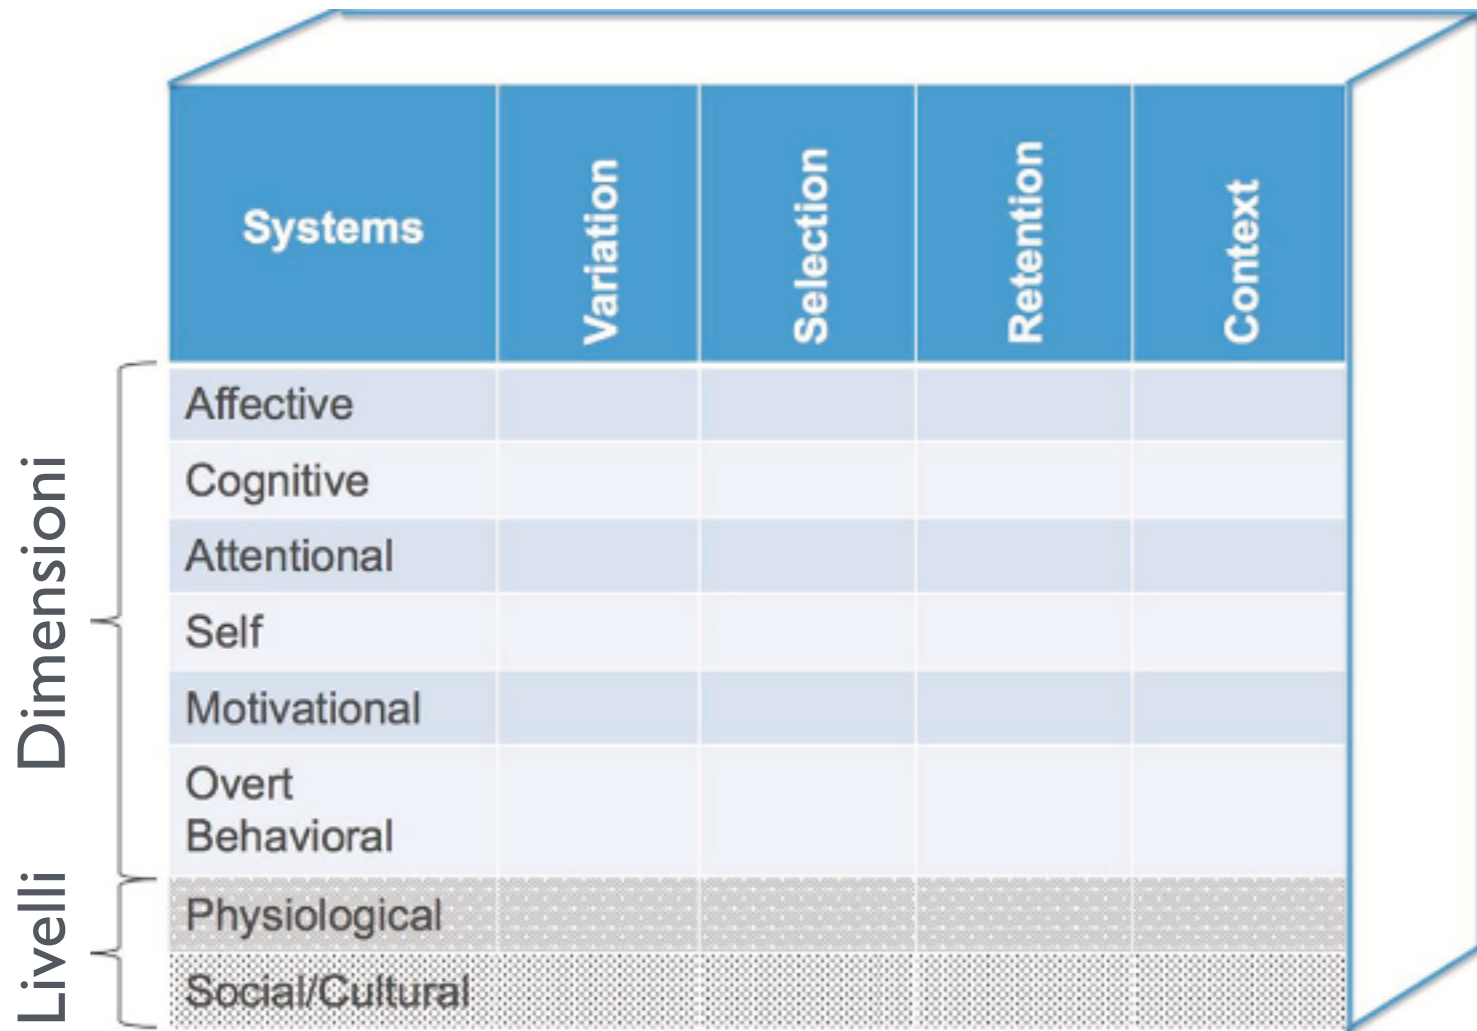 Systems
Variation
Selection
Retention
Context
Dimensioni
Affective
Cognitive
Attentional
Self
Motivational
Overt
Behavioral
Livelli
Physiological
Social/Cultural